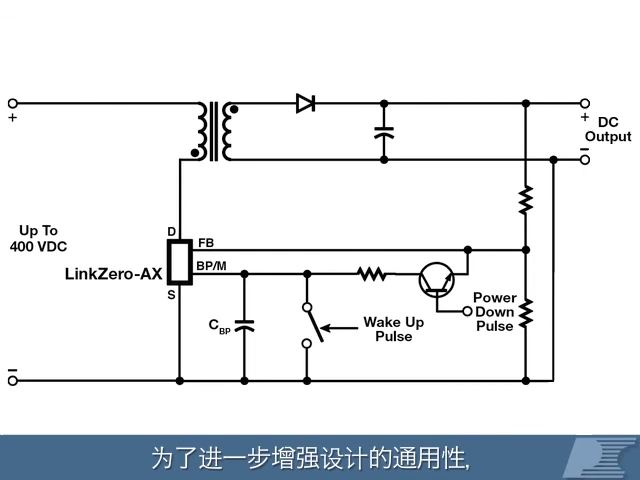 +
+
DC
Output
−
Up To
400 VDC
D
FB
LinkZero-AX
BP/M
S
Power
Down
Pulse
CBP
Wake Up
Pulse
−
为了进一步增强设计的通用性,